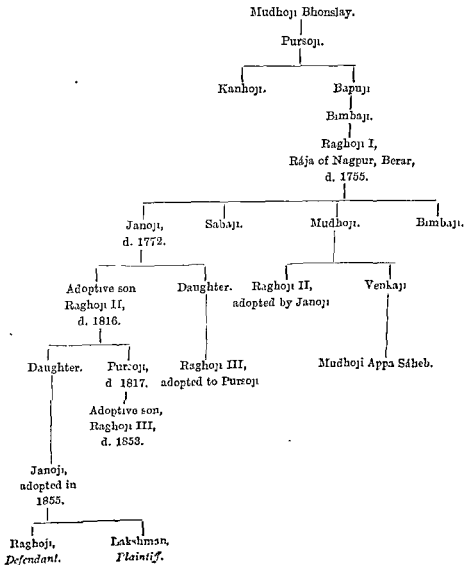 Mudhoji Bhonslay.
Pursoji.
Kanhoji. Bapuji
Bimbaji.
Raghoji I,
Rája of Nagpur, Berar,
d. 1755.
Janoji, Sabaji. Mudhoji. Bimbaji.
d. 1772.
Adoptive son Daughter. Raghoji II, Venkaji
Raghoji II, adopted by Janoji
d. 1816.
Daughter. Pursoji, Raghoji III, Mudhoji Appa Sáheb.
d 1817. adopted to Pursoji
Adoptive son,
Raghoji III,
d. 1853.
Janoji,
adopted in
1855.
Raghoji, Lakshman,
Defendant. Plaintiff.